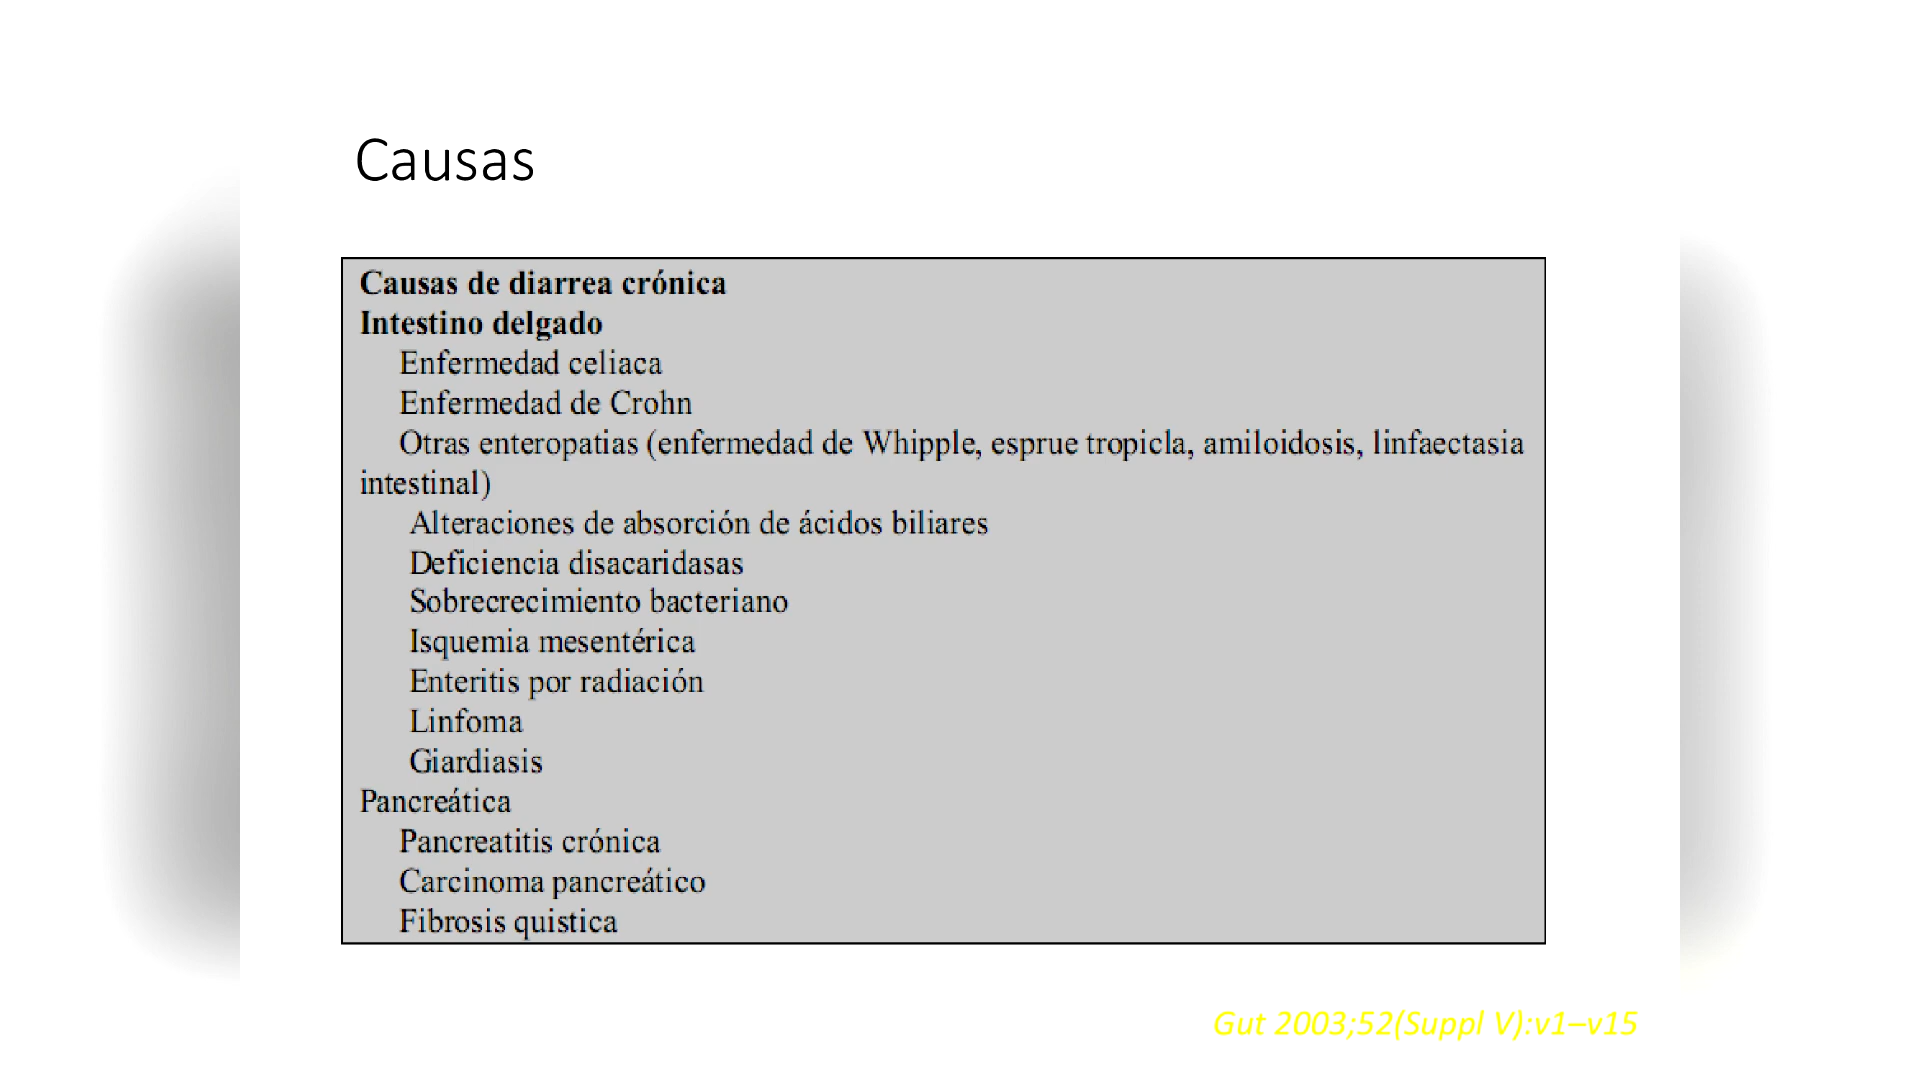 Causas
Causas de diarrea crónica
Intestino delgado
Enfermedad celiaca
Enfermedad de Crohn
Otras enteropatias (enfermedad de Whipple, esprue tropicla, amiloidosis, linfaectasia
intestinal)
Alteraciones de absorción de ácidos biliares
Deficiencia disacaridasas
Sobrecrecimiento bacteriano
Isquemia mesentérica
Enteritis por radiación
Linfoma
Giardiasis
Pancreática
Pancreatitis crónica
Carcinoma pancreático
Fibrosis quistica
Gut 2003;52(Suppl V):v1–v15